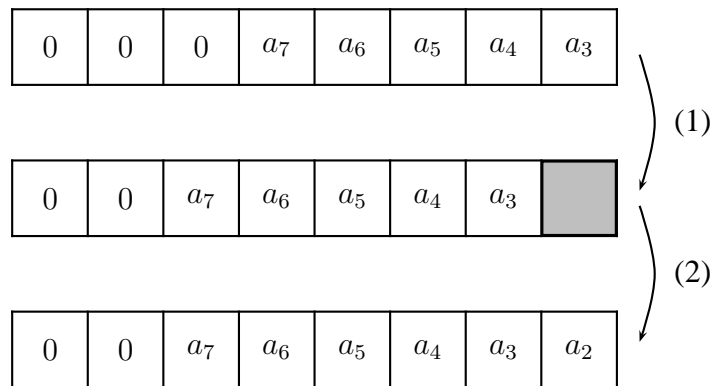 0 0 0 a₇ a₆ a₅ a₄ a₃
(1)
0 0 a₇ a₆ a₅ a₄ a₃
(2)
0 0 a₇ a₆ a₅ a₄ a₃ a₂